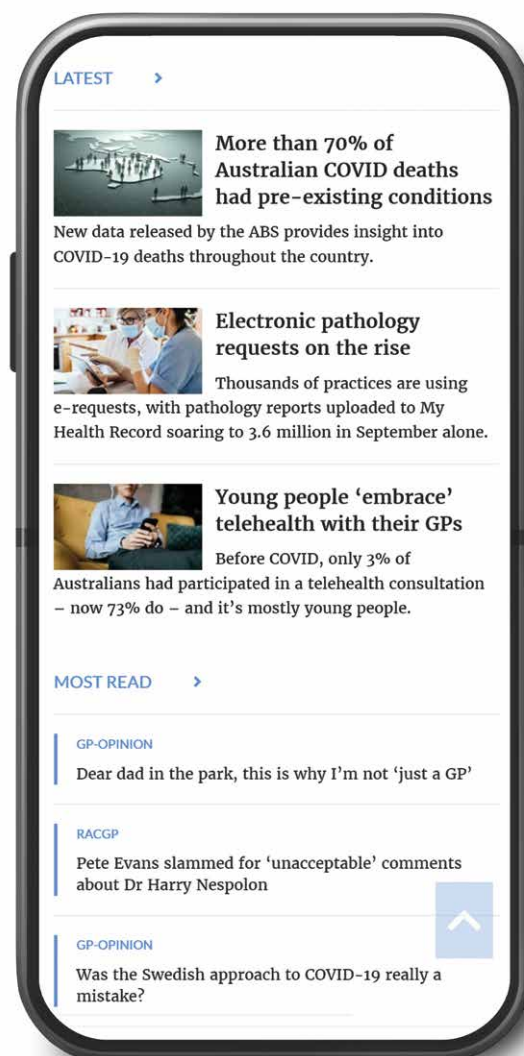 LATEST
More than 70% of
Australian COVID deaths
had pre-existing conditions
New data released by the ABS provides insight into
COVID-19 deaths throughout the country.
Electronic pathology
requests on the rise
Thousands of practices are using
e-requests, with pathology reports uploaded to My
Health Record soaring to 3.6 million in September alone.
Young people ‘embrace’
telehealth with their GPs
Before COVID, only 3% of
Australians had participated in a telehealth consultation
– now 73% do – and it’s mostly young people.
MOST READ
GP-OPINION
Dear dad in the park, this is why I’m not ‘just a GP’
RACGP
Pete Evans slammed for ‘unacceptable’ comments
about Dr Harry Nespolon
GP-OPINION
Was the Swedish approach to COVID-19 really a
mistake?